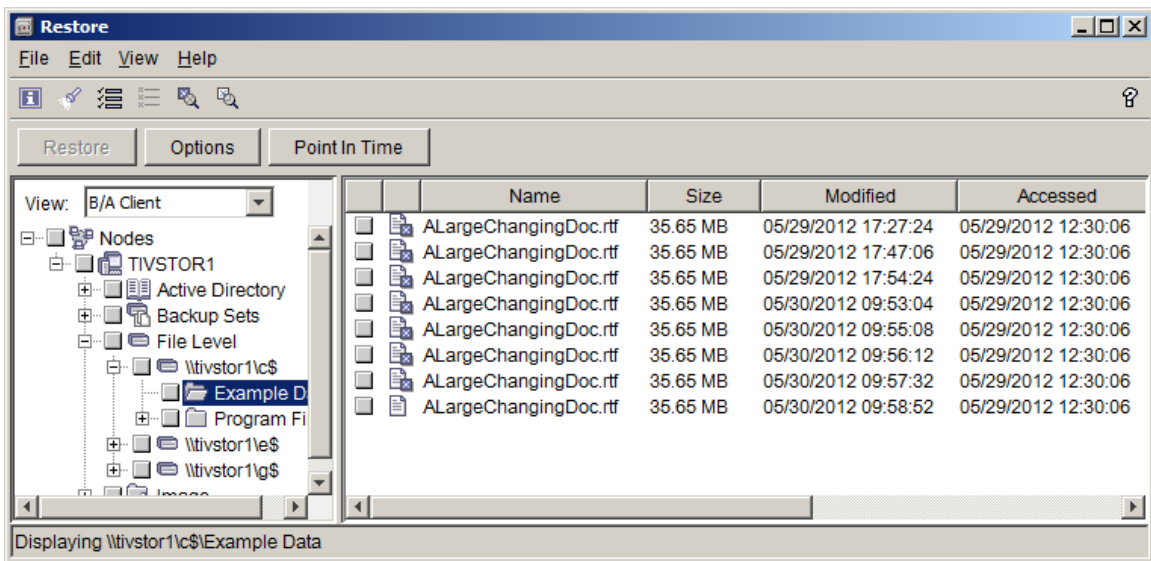 Restore
File Edit View Help
Restore Options Point In Time
View: B/A Client
Nodes
TIVSTOR1
Active Directory
Backup Sets
File Level
\\tivstor1\c$
Example D
Program Fi
\\tivstor1\e$
\\tivstor1\g$
Image
Name Size Modified Accessed
ALargeChangingDoc.rtf 35.65 MB 05/29/2012 17:27:24 05/29/2012 12:30:06
ALargeChangingDoc.rtf 35.65 MB 05/29/2012 17:47:06 05/29/2012 12:30:06
ALargeChangingDoc.rtf 35.65 MB 05/29/2012 17:54:24 05/29/2012 12:30:06
ALargeChangingDoc.rtf 35.65 MB 05/30/2012 09:53:04 05/29/2012 12:30:06
ALargeChangingDoc.rtf 35.65 MB 05/30/2012 09:55:08 05/29/2012 12:30:06
ALargeChangingDoc.rtf 35.65 MB 05/30/2012 09:56:12 05/29/2012 12:30:06
ALargeChangingDoc.rtf 35.65 MB 05/30/2012 09:57:32 05/29/2012 12:30:06
ALargeChangingDoc.rtf 35.65 MB 05/30/2012 09:58:52 05/29/2012 12:30:06
Displaying \\tivstor1\c$\Example Data